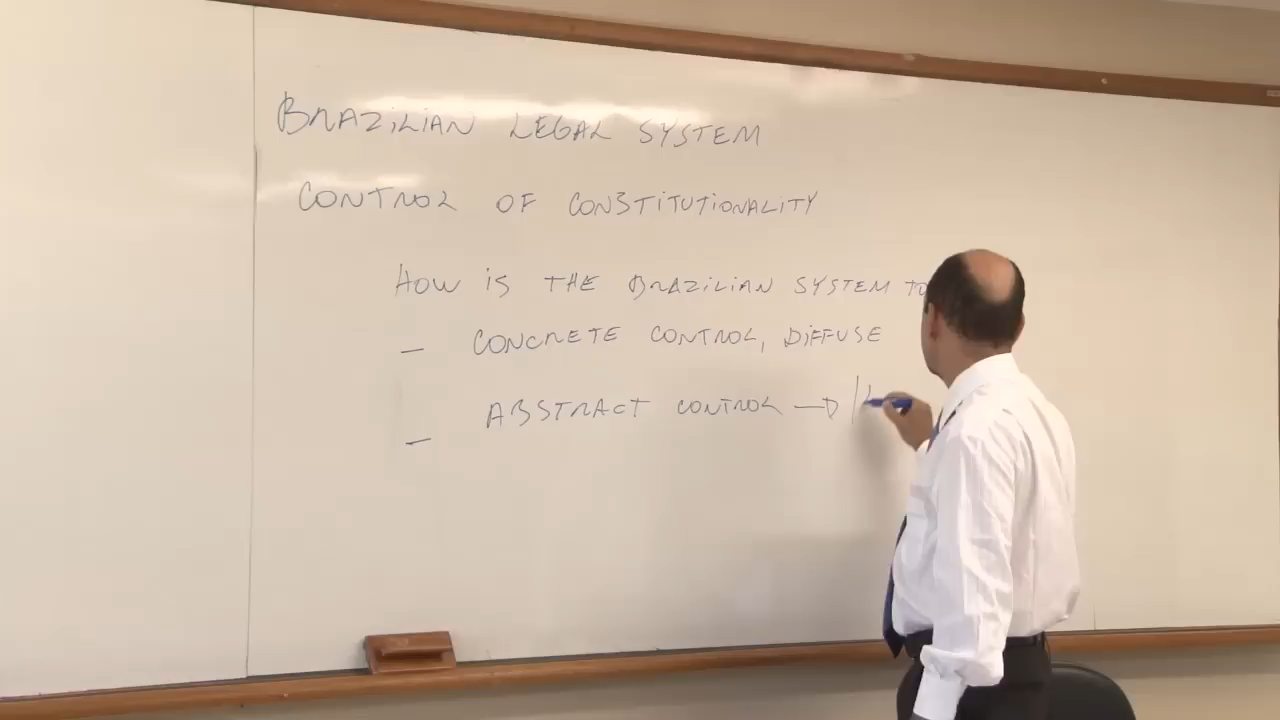 BRAZILIAN LEGAL SYSTEM
CONTROL OF CONSTITUTIONALITY
HOW IS THE BRAZILIAN SYSTEM TO
– CONCRETE CONTROL, DIFFUSE
– ABSTRACT CONTROL →